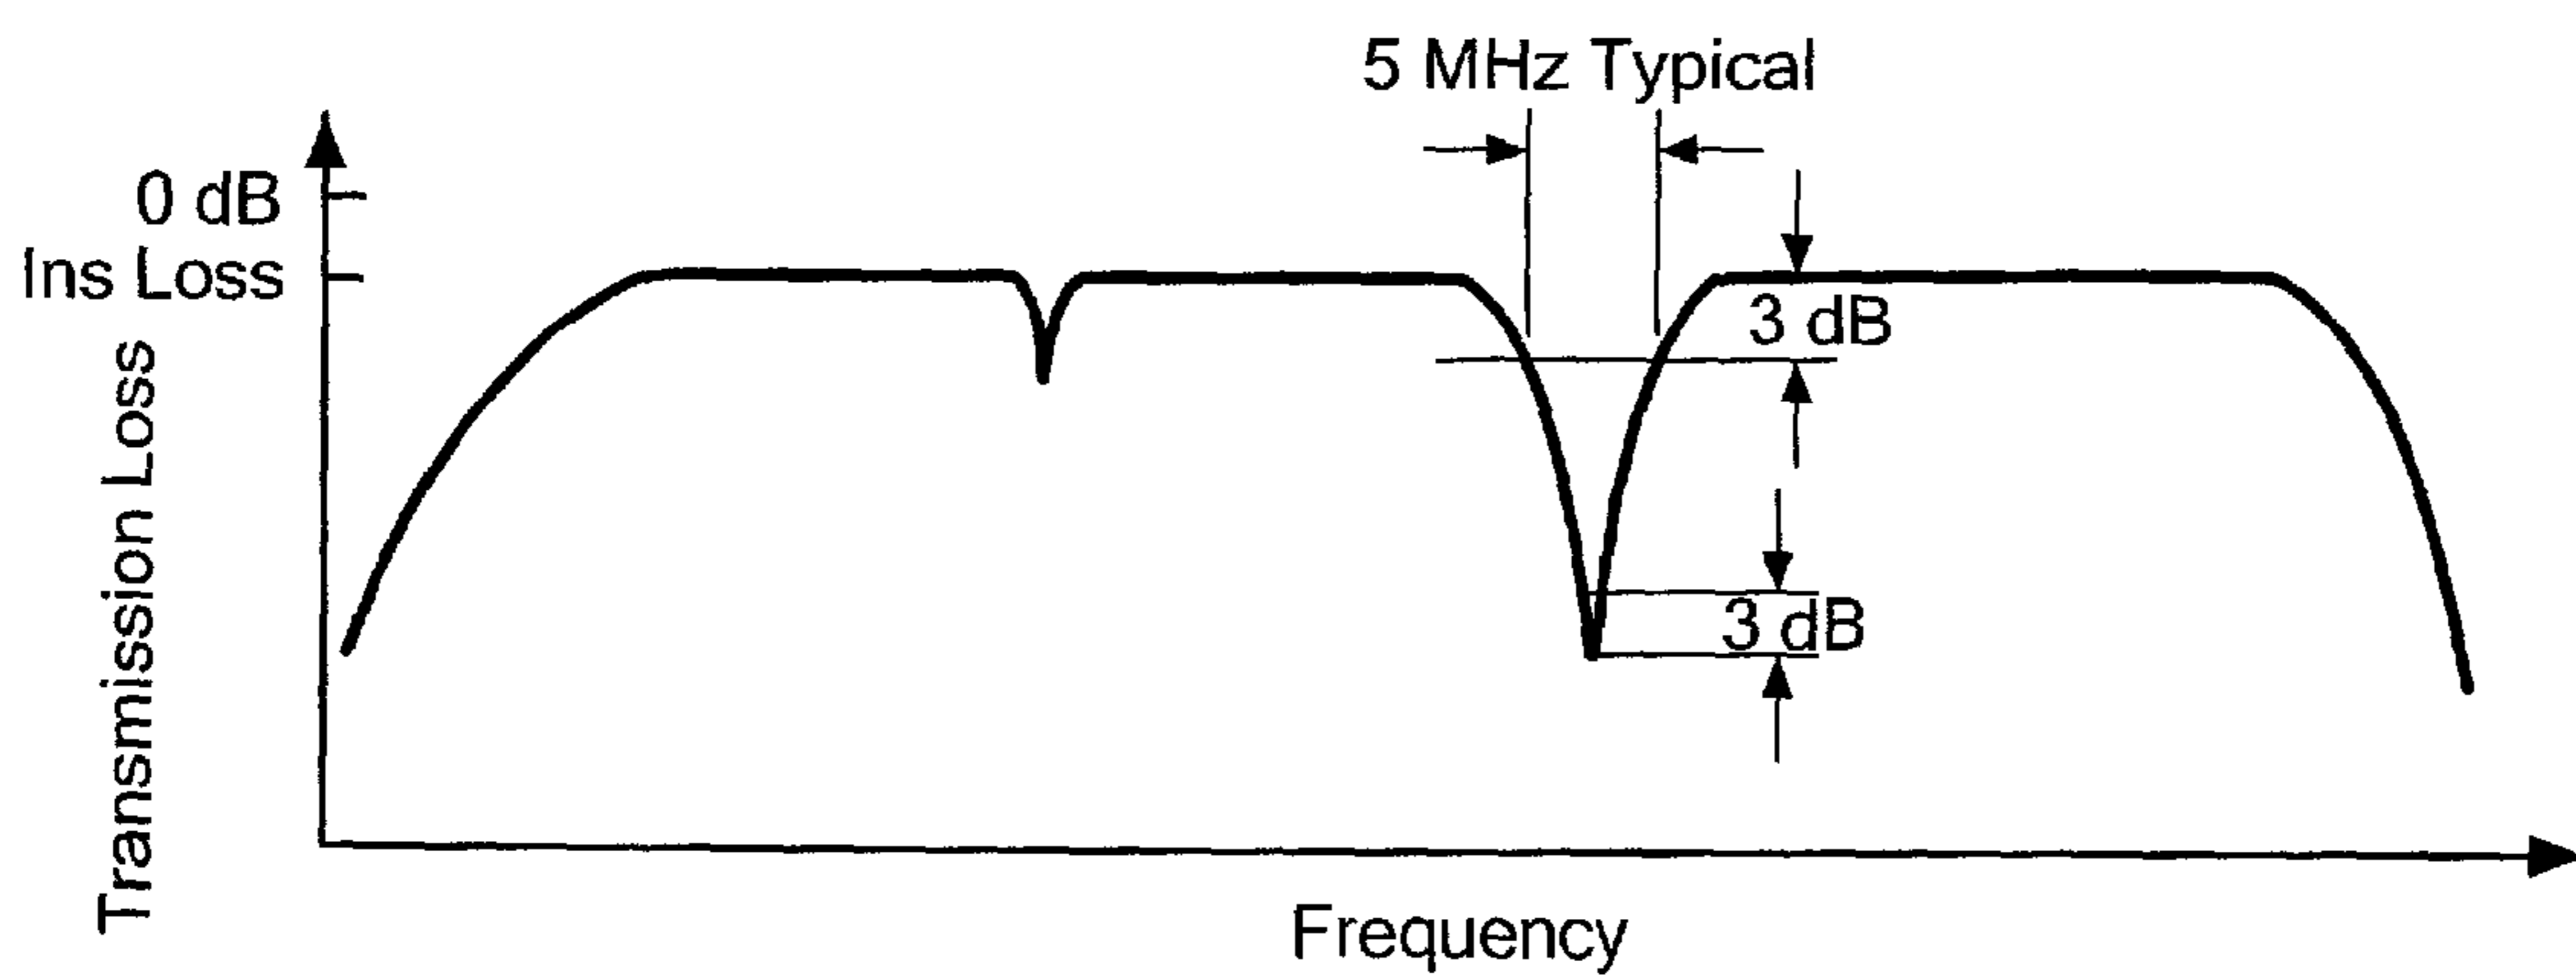 5 MHz Typical
0 dB
Ins Loss
3 dB
3 dB
Transmission Loss
Frequency